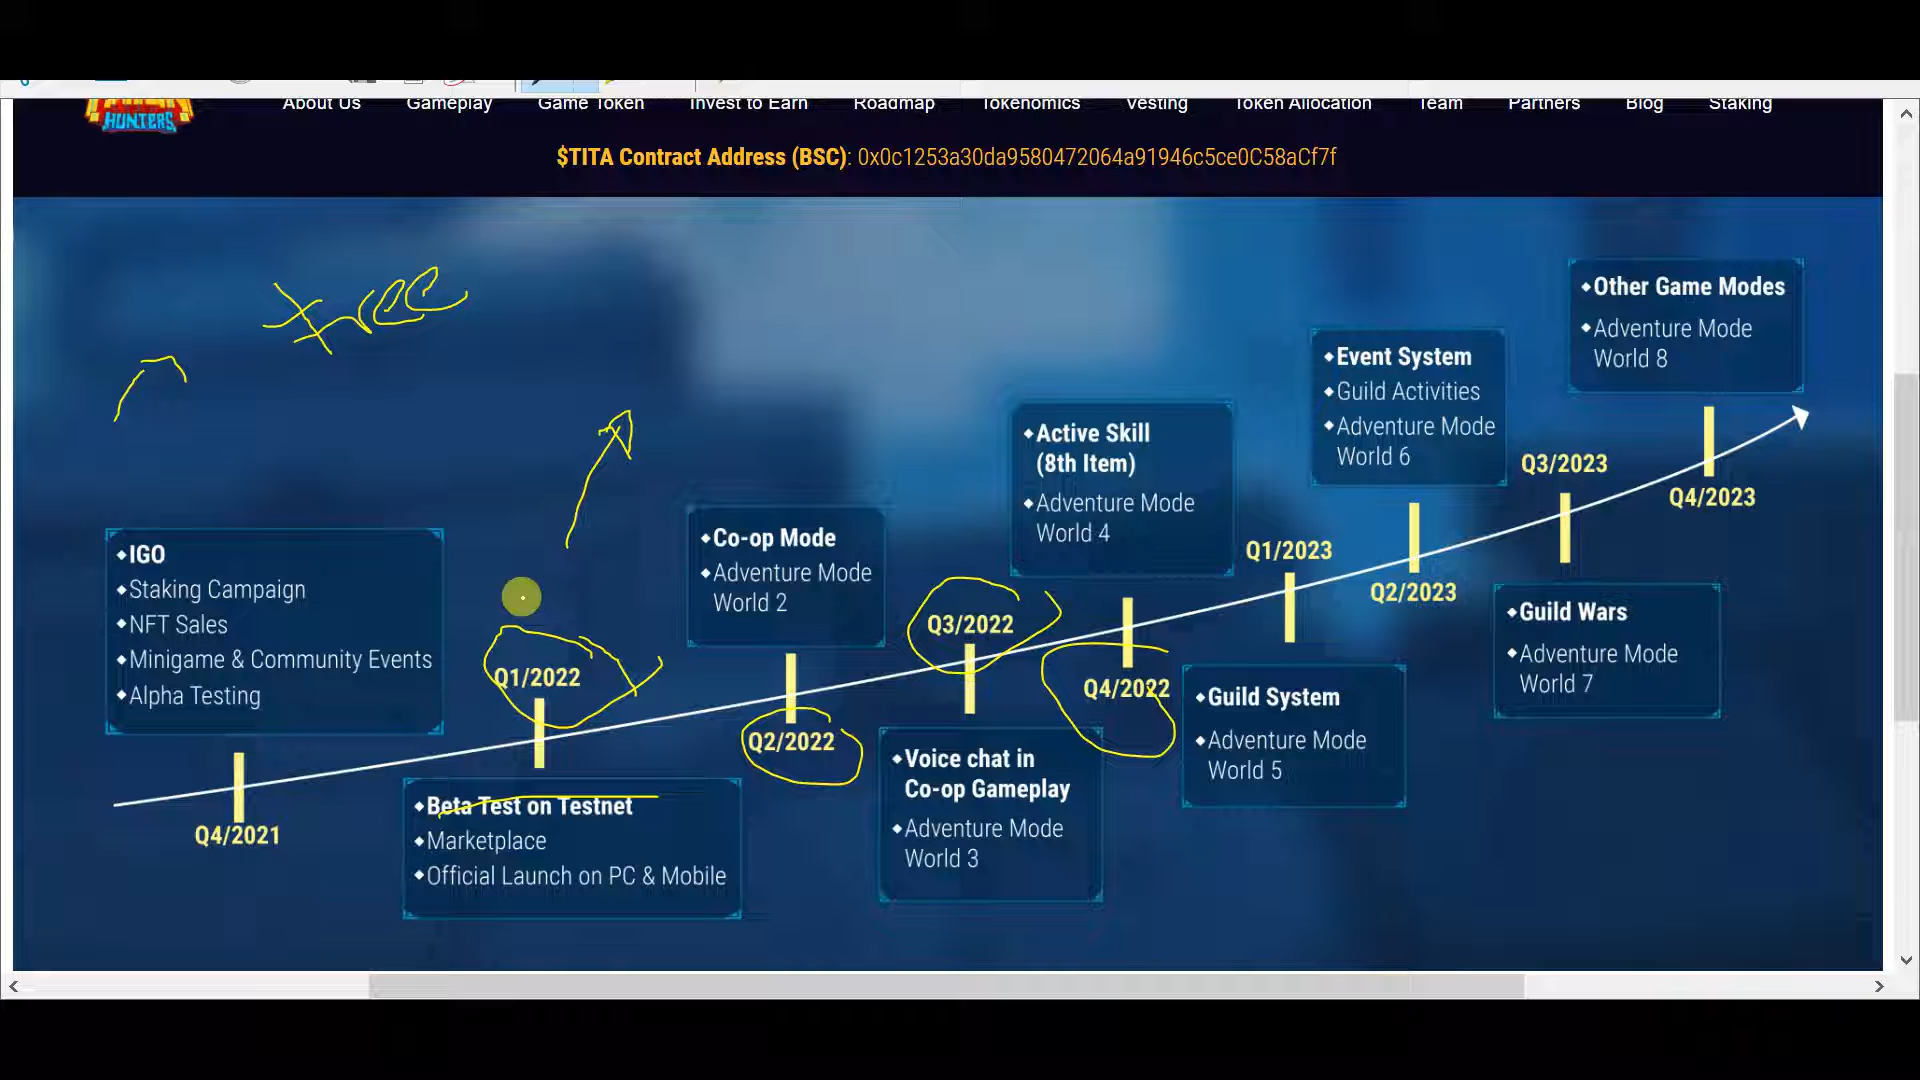 HUNTERS
About Us Gameplay Game Token Invest to Earn Roadmap Tokenomics Vesting Token Allocation Team Partners Blog Staking
$TITA Contract Address (BSC): 0x0c1253a30da9580472064a91946c5ce0C58aCf7f
free
Other Game Modes
Adventure Mode
World 8
Q4/2023
Event System
Guild Activities
Adventure Mode
World 6
Q3/2023
Active Skill
(8th Item)
Adventure Mode
World 4
Q1/2023
Q2/2023
IGO
Staking Campaign
NFT Sales
Minigame & Community Events
Alpha Testing
Q4/2021
Co-op Mode
Adventure Mode
World 2
Q1/2022
Q2/2022
Q3/2022
Q4/2022
Guild Wars
Adventure Mode
World 7
Guild System
Adventure Mode
World 5
Voice chat in
Co-op Gameplay
Adventure Mode
World 3
Beta Test on Testnet
Marketplace
Official Launch on PC & Mobile